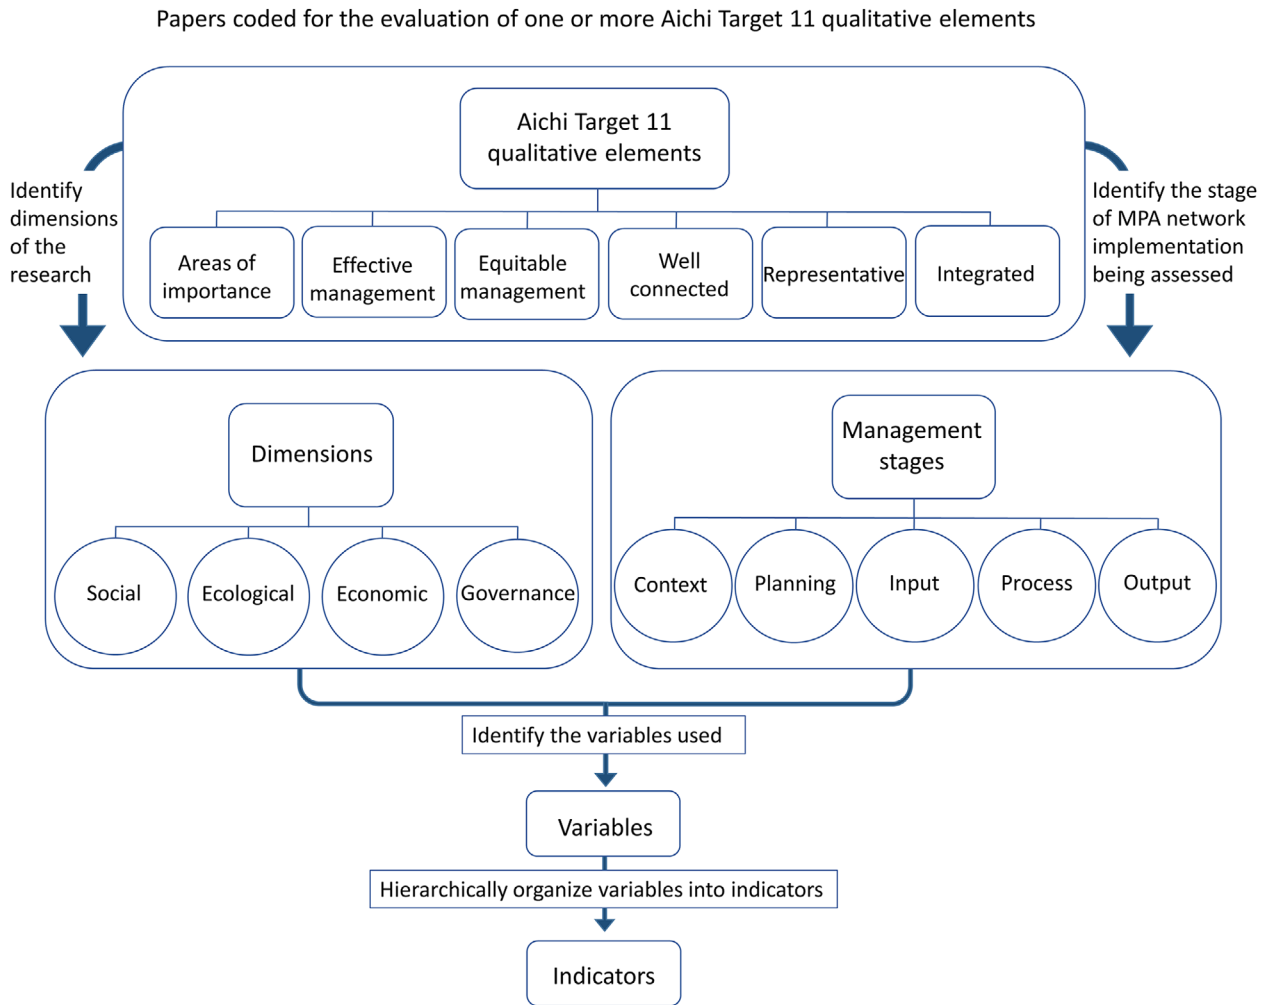 Papers coded for the evaluation of one or more Aichi Target 11 qualitative elements
Aichi Target 11
qualitative elements
Identify
dimensions
of the
research
Identify the stage
of MPA network
implementation
being assessed
Areas of
importance
Effective
management
Equitable
management
Well
connected
Representative
Integrated
Dimensions
Social
Ecological
Economic
Governance
Management
stages
Context
Planning
Input
Process
Output
Identify the variables used
Variables
Hierarchically organize variables into indicators
Indicators